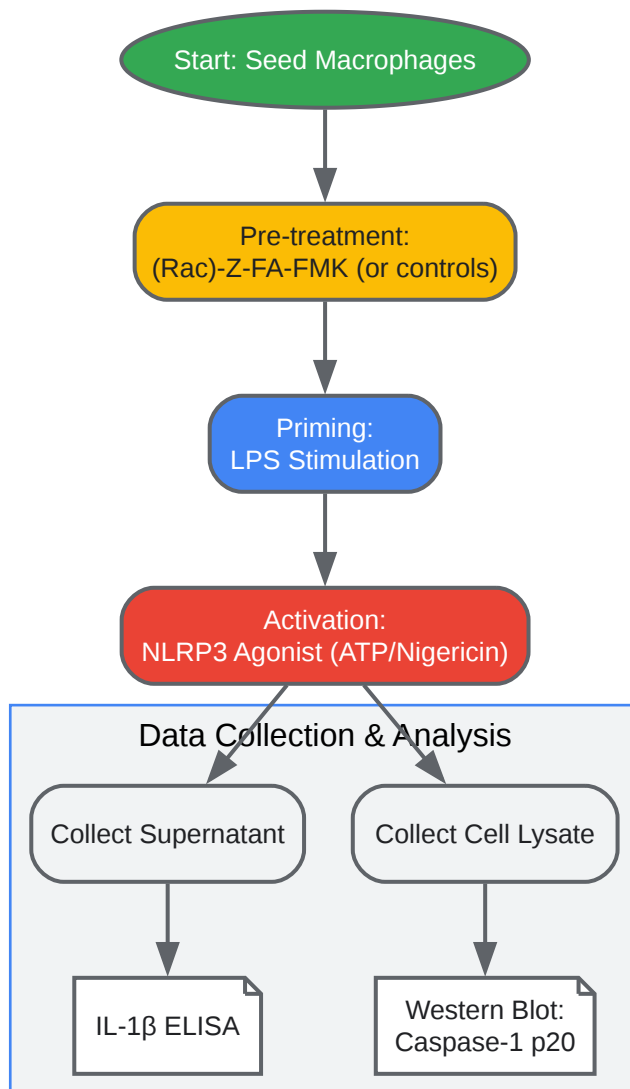 Start: Seed Macrophages
Pre-treatment:
(Rac)-Z-FA-FMK (or controls)
Priming:
LPS Stimulation
Activation:
NLRP3 Agonist (ATP/Nigericin)
Data Collection & Analysis
Collect Supernatant
Collect Cell Lysate
IL-1β ELISA
Western Blot:
Caspase-1 p20